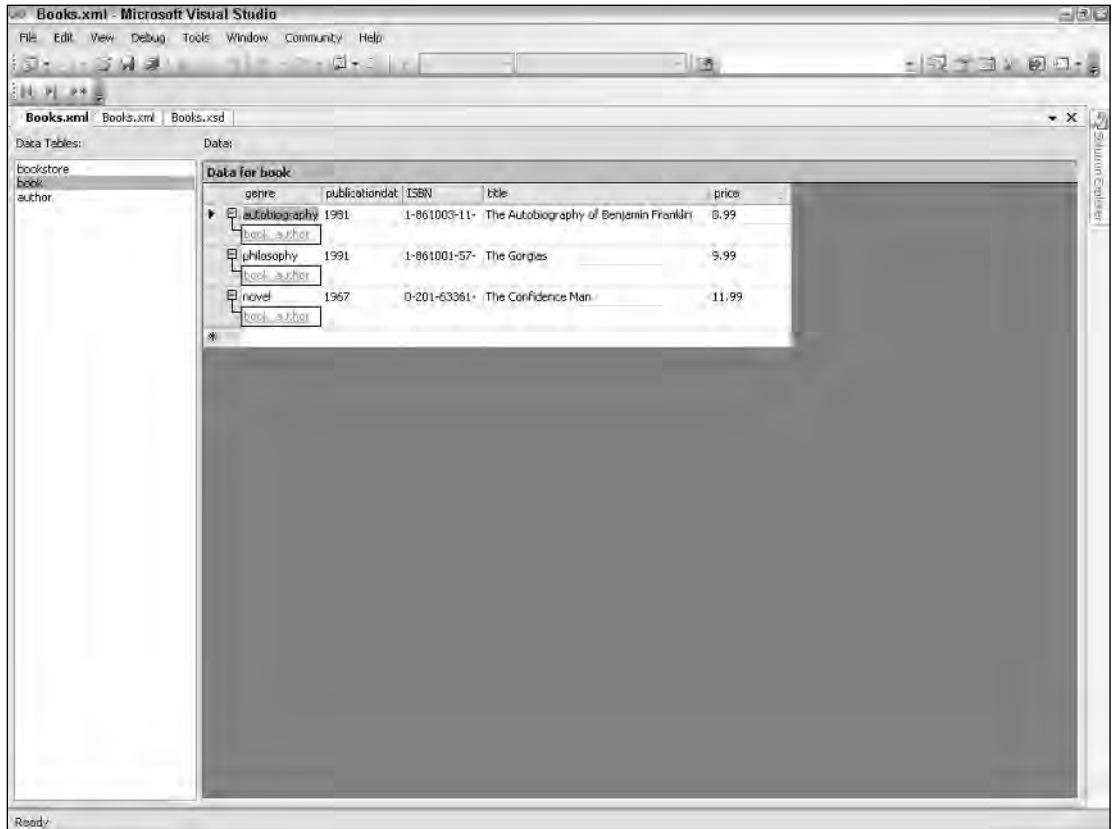 Books.xml - Microsoft Visual Studio
File Edit View Debug Tools Window Community Help
Books.xml Books.xml Books.xsd
Data Tables: Data:
bookstore
book
author
Data for book
genre publicationdat ISBN title price
autobiography 1981 1-861003-11- The Autobiography of Benjamin Franklin 8.99
book_author
philosophy 1991 1-861001-57- The Gorgias 9.99
book_author
novel 1967 0-201-63361- The Confidence Man 11.99
book_author
Solution Explorer
Ready